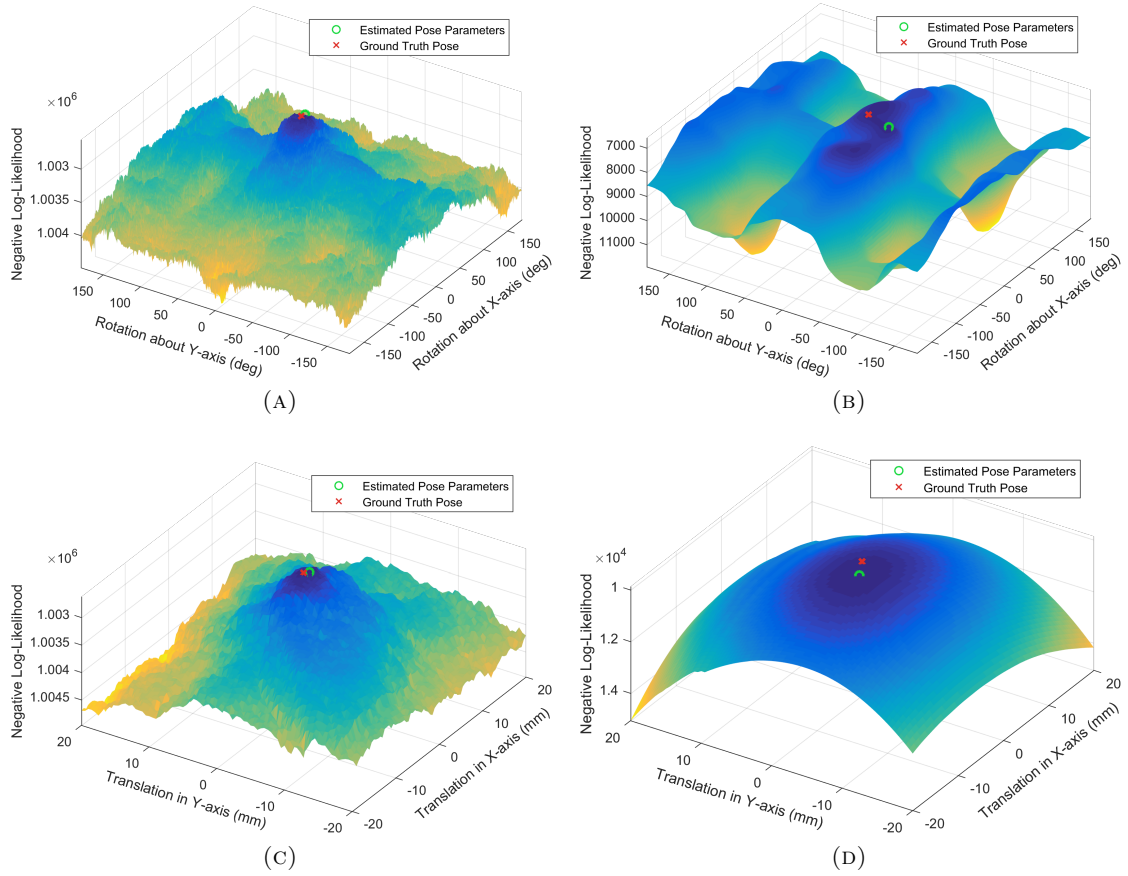 Estimated Pose Parameters
Ground Truth Pose
×10⁶
Negative Log-Likelihood
1.003
1.0035
1.004
150
100
50
0
-50
-100
-150
Rotation about Y-axis (deg)
150
100
50
0
-50
-100
-150
Rotation about X-axis (deg)
(A)
Estimated Pose Parameters
Ground Truth Pose
Negative Log-Likelihood
7000
8000
9000
10000
11000
150
100
50
0
-50
-100
-150
Rotation about Y-axis (deg)
150
100
50
0
-50
-100
-150
Rotation about X-axis (deg)
(B)
Estimated Pose Parameters
Ground Truth Pose
×10⁶
Negative Log-Likelihood
1.003
1.0035
1.004
1.0045
20
10
0
-10
-20
Translation in Y-axis (mm)
20
10
0
-10
-20
Translation in X-axis (mm)
(C)
Estimated Pose Parameters
Ground Truth Pose
×10⁴
Negative Log-Likelihood
1
1.2
1.4
20
10
0
-10
-20
Translation in Y-axis (mm)
20
10
0
-10
-20
Translation in X-axis (mm)
(D)